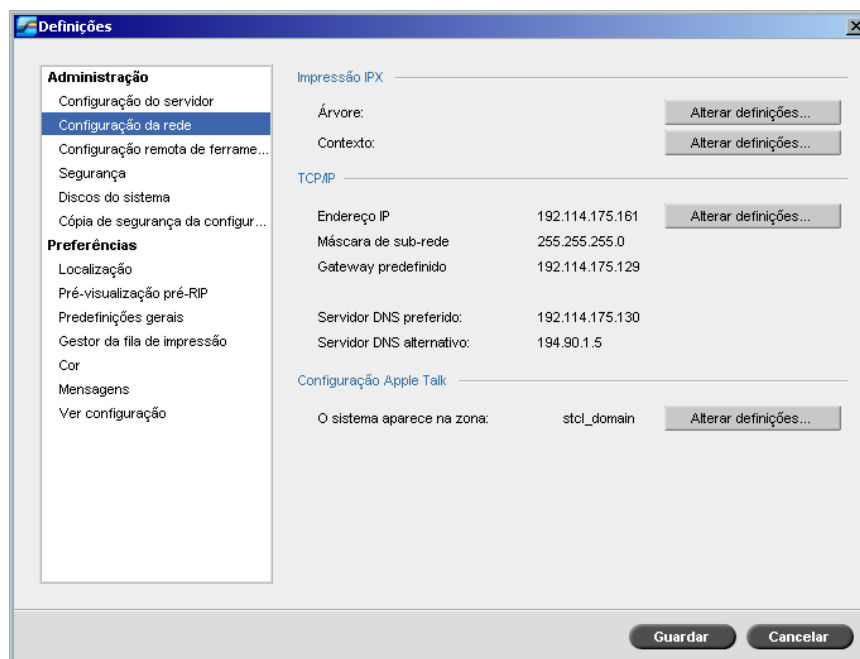 Definições
Administração
Configuração do servidor
Configuração da rede
Configuração remota de ferrame...
Segurança
Discos do sistema
Cópia de segurança da configur...
Preferências
Localização
Pré-visualização pré-RIP
Predefinições gerais
Gestor da fila de impressão
Cor
Mensagens
Ver configuração
Impressão IPX
Árvore: Alterar definições...
Contexto: Alterar definições...
TCP/IP
Endereço IP 192.114.175.161 Alterar definições...
Máscara de sub-rede 255.255.255.0
Gateway predefinido 192.114.175.129
Servidor DNS preferido: 192.114.175.130
Servidor DNS alternativo: 194.90.1.5
Configuração Apple Talk
O sistema aparece na zona: stcl_domain Alterar definições...
Guardar Cancelar